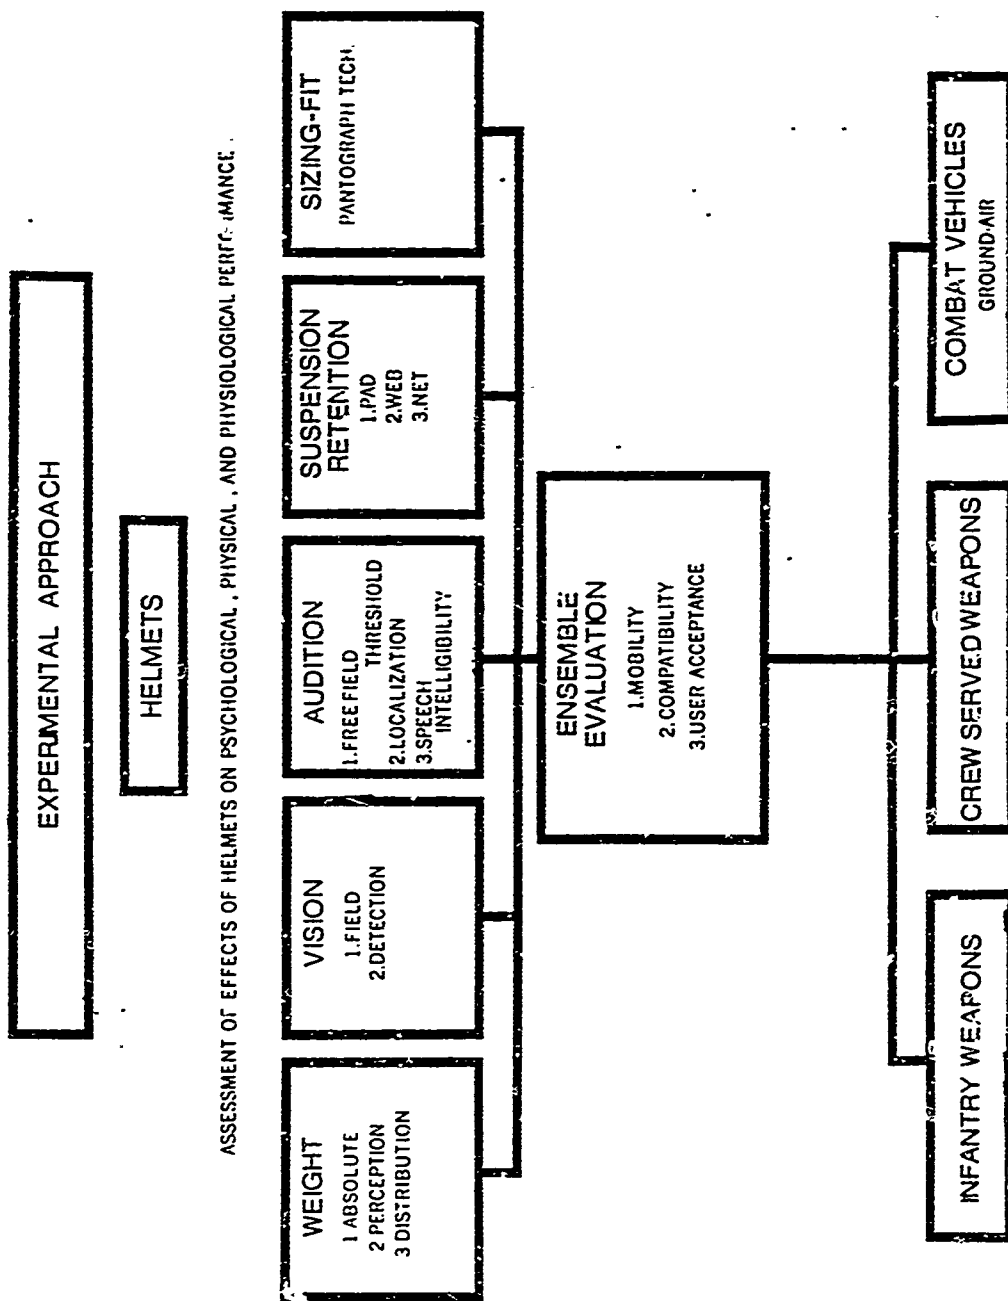 EXPERIMENTAL APPROACH
HELMETS
ASSESSMENT OF EFFECTS OF HELMETS ON PSYCHOLOGICAL, PHYSICAL, AND PHYSIOLOGICAL
WEIGHT
1 ABSOLUTE
2 PERCEPTION
3 DISTRIBUTION
VISION
1.FIELD
2.DETECTION
AUDITION
1.FREE FIELD
THRESHOLD
2.LOCALIZATION
3.SPEECH
INTELLIGIBILITY
SUSPENSION
RETENTION
1.PAD
2.WEB
3.NET
SIZING-FIT
PANTOGRAPH TECH.
ENSEMBLE
EVALUATION
1.MOBILITY
2.COMPATIBILITY
3.USER ACCEPTANCE
INFANTRY WEAPONS
CREW SERVED WEAPONS
COMBAT VEHICLES
GROUND-AIR